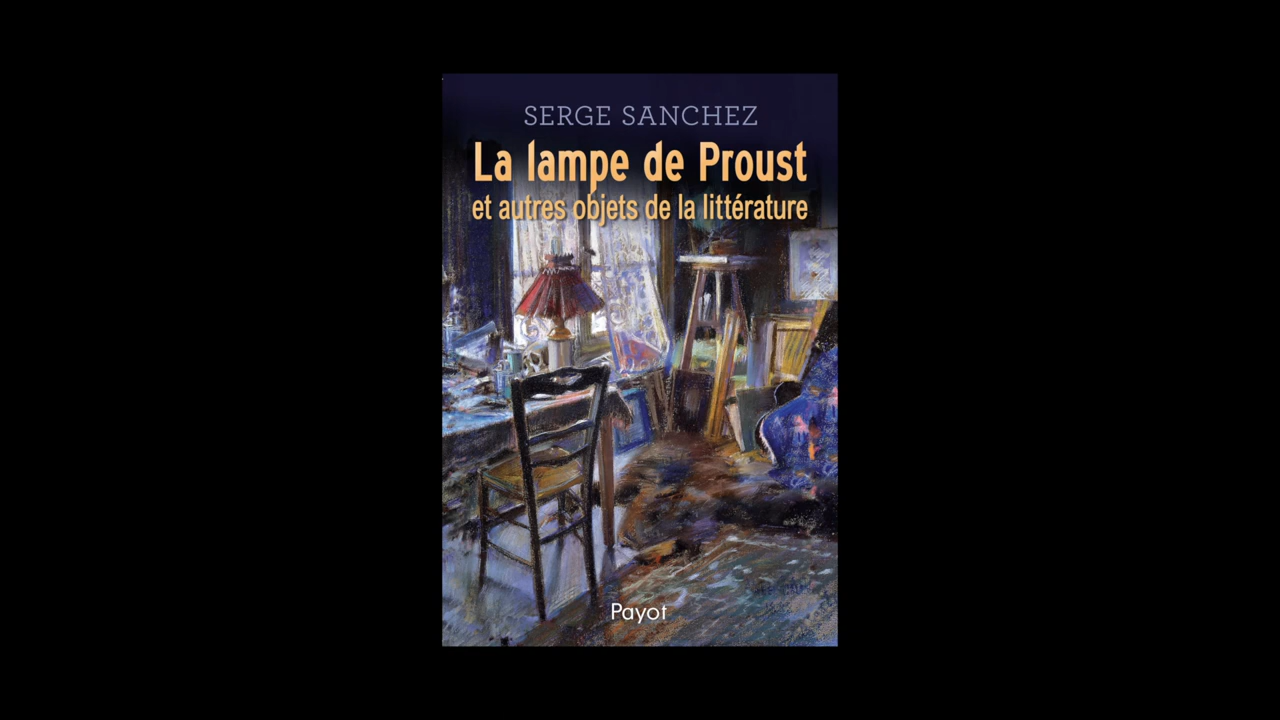 SERGE SANCHEZ
La lampe de Proust
et autres objets de la littérature
Payot